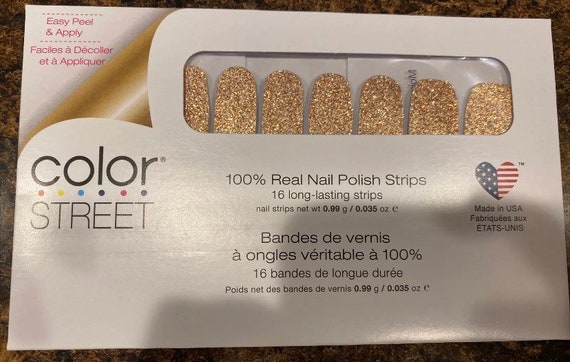 Easy Peel
& Apply
Faciles à Décoller
et à Appliquer
color®
STREET
100% Real Nail Polish Strips
16 long-lasting strips
nail strips net wt 0.99 g / 0.035 oz ℮
Bandes de vernis
à ongles véritable à 100%
16 bandes de longue durée
Poids net des bandes de vernis 0.99 g / 0.035 oz ℮
TM
Made in USA
Fabriquées aux
ÉTATS-UNIS